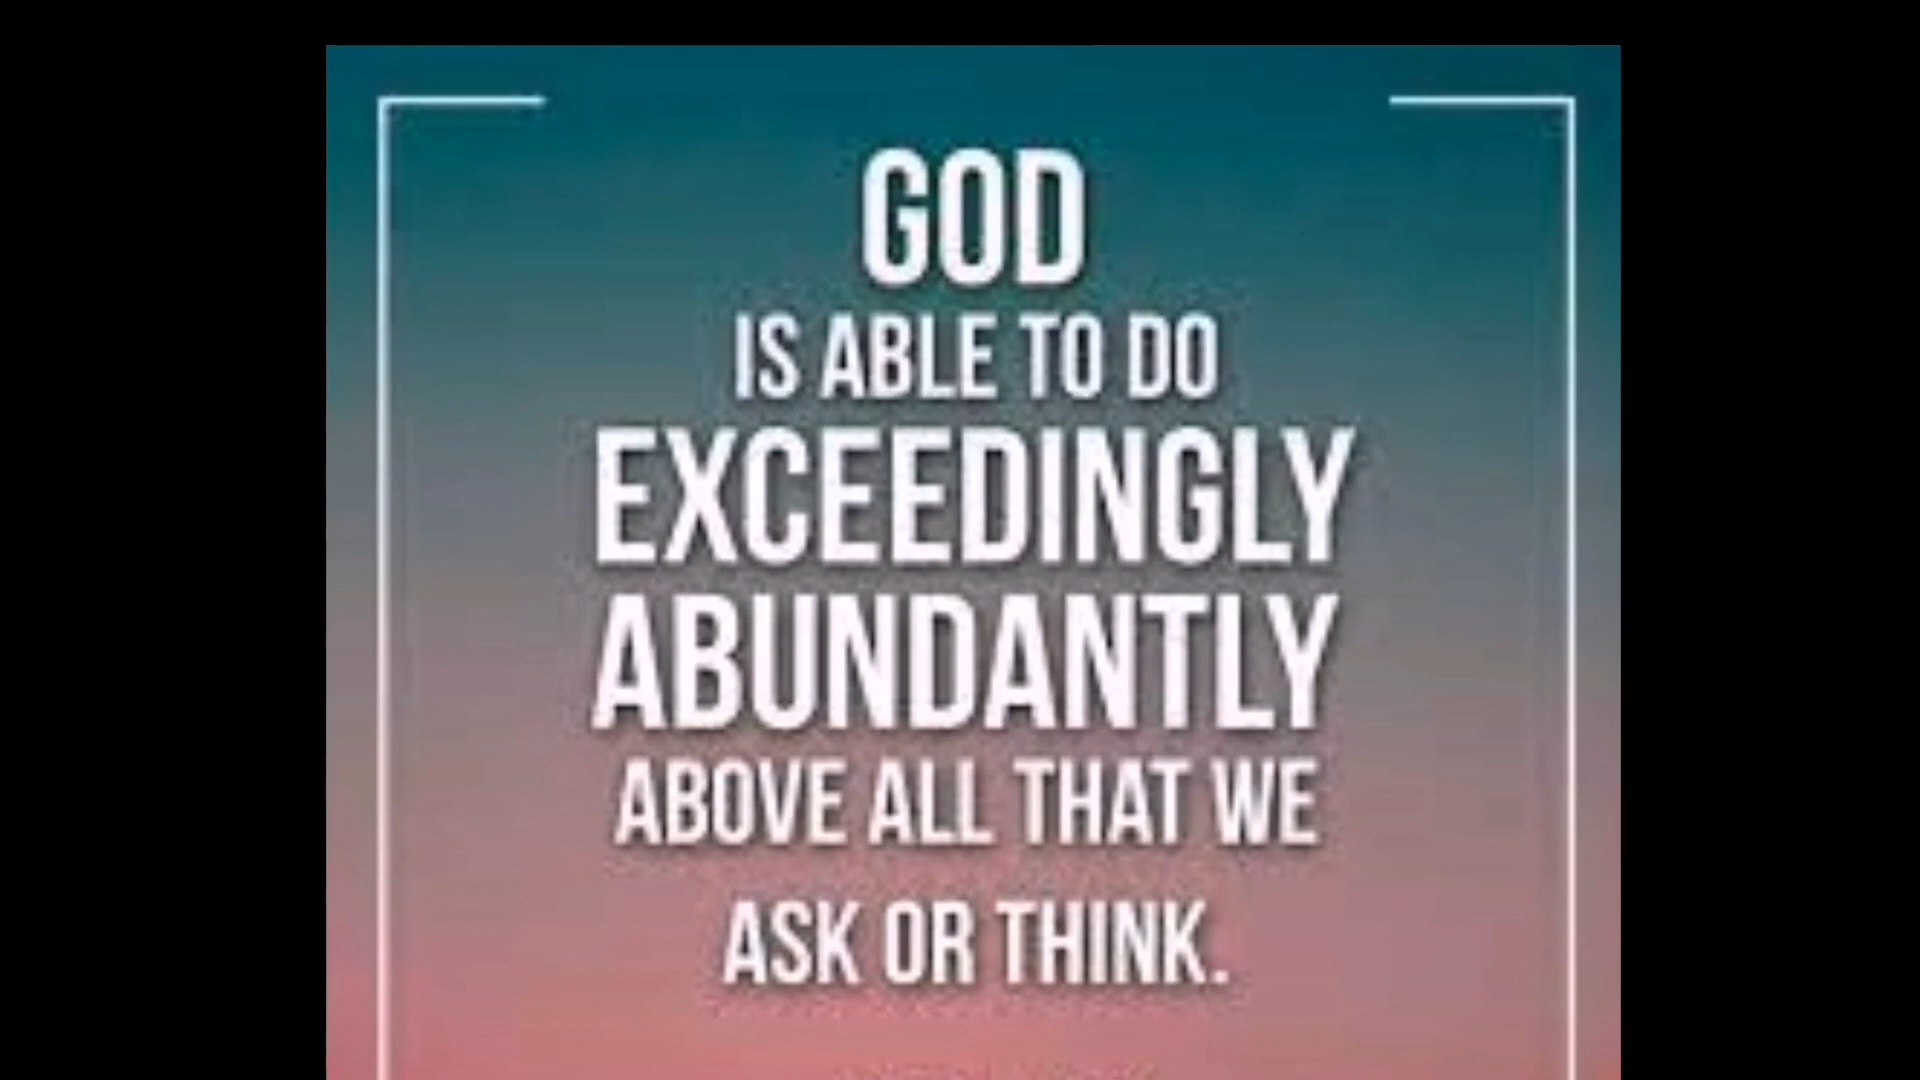 GOD
IS ABLE TO DO
EXCEEDINGLY
ABUNDANTLY
ABOVE ALL THAT WE
ASK OR THINK.